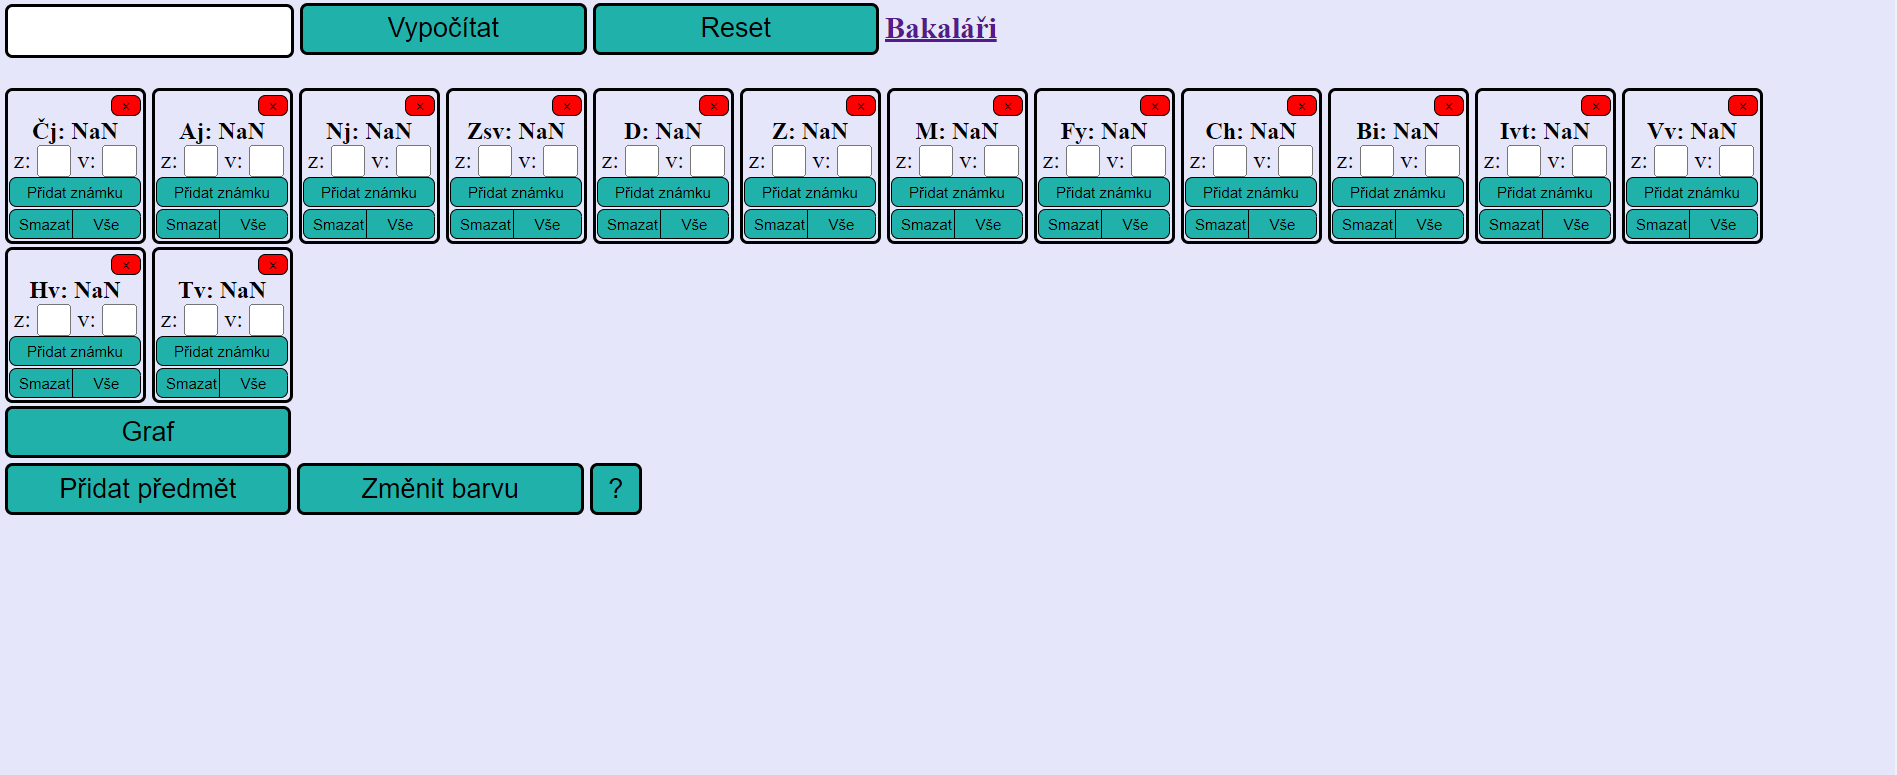 Vypočítat Reset Bakaláři
x x x x x x x x x x x x
Čj: NaN Aj: NaN Nj: NaN Zsv: NaN D: NaN Z: NaN M: NaN Fy: NaN Ch: NaN Bi: NaN Ivt: NaN Vv: NaN
z: v: z: v: z: v: z: v: z: v: z: v: z: v: z: v: z: v: z: v: z: v: z: v:
Přidat známku Přidat známku Přidat známku Přidat známku Přidat známku Přidat známku Přidat známku Přidat známku Přidat známku Přidat známku Přidat známku Přidat známku
Smazat Vše Smazat Vše Smazat Vše Smazat Vše Smazat Vše Smazat Vše Smazat Vše Smazat Vše Smazat Vše Smazat Vše Smazat Vše Smazat Vše
x x
Hv: NaN Tv: NaN
z: v: z: v:
Přidat známku Přidat známku
Smazat Vše Smazat Vše
Graf
Přidat předmět Změnit barvu ?